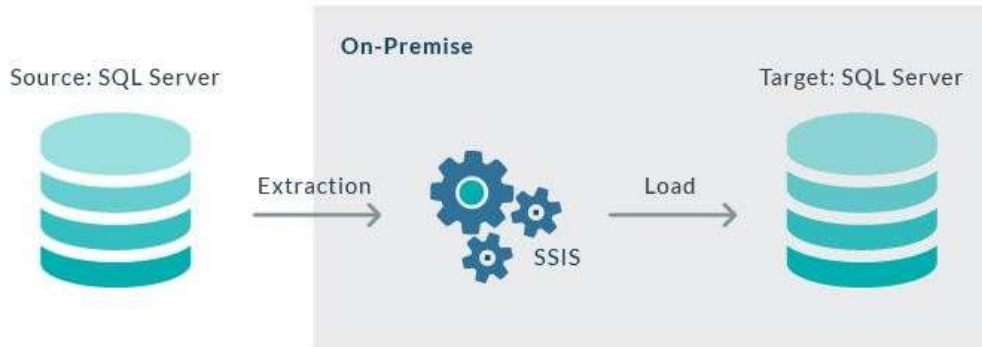 On-Premise
Source: SQL Server
Target: SQL Server
Extraction
Load
SSIS